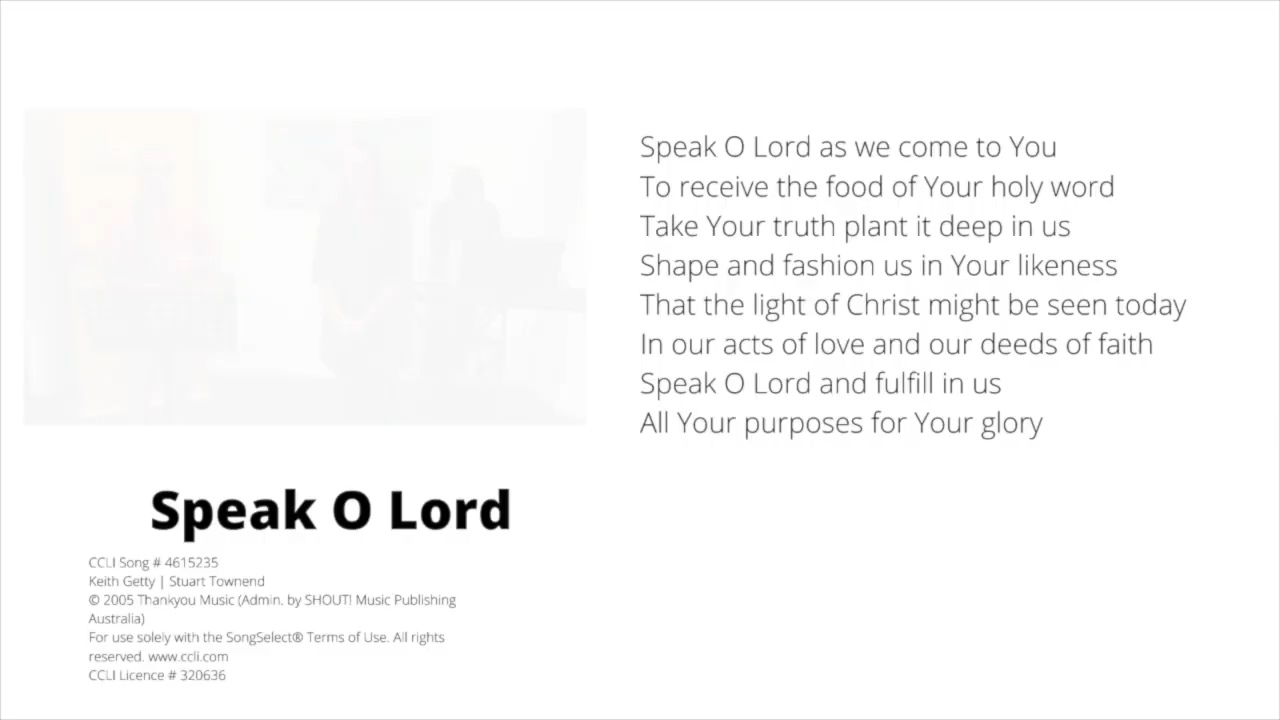 Speak O Lord as we come to You
To receive the food of Your holy word
Take Your truth plant it deep in us
Shape and fashion us in Your likeness
That the light of Christ might be seen today
In our acts of love and our deeds of faith
Speak O Lord and fulfill in us
All Your purposes for Your glory
Speak O Lord
CCLI Song # 4615235
Keith Getty | Stuart Townend
© 2005 Thankyou Music (Admin. by SHOUT! Music Publishing
Australia)
For use solely with the SongSelect® Terms of Use. All rights
reserved. www.ccli.com
CCLI Licence # 320636